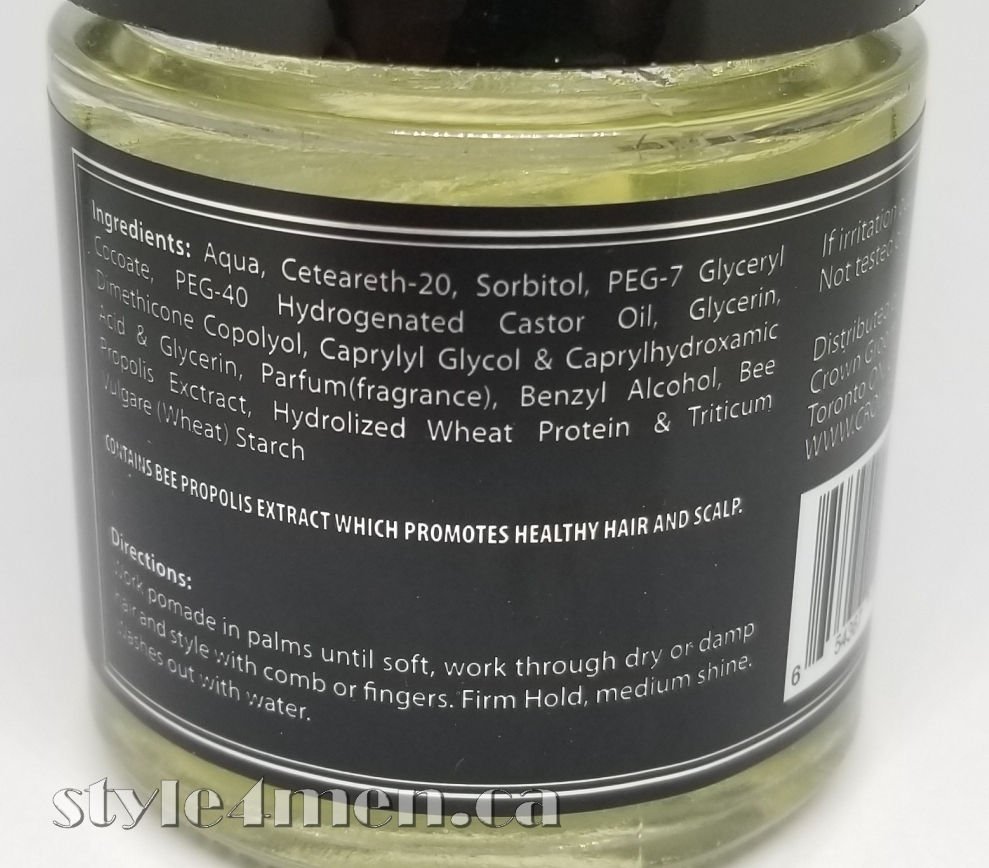 Ingredients: Aqua, Ceteareth-20, Sorbitol, PEG-7 Glyceryl
Cocoate, PEG-40 Hydrogenated Castor Oil, Glycerin,
Dimethicone Copolyol, Caprylyl Glycol & Caprylhydroxamic
Acid & Glycerin, Parfum(fragrance), Benzyl Alcohol, Bee
Propolis Exctract, Hydrolized Wheat Protein & Triticum
Vulgare (Wheat) Starch
CONTAINS BEE PROPOLIS EXTRACT WHICH PROMOTES HEALTHY HAIR AND SCALP.
Directions:
Work pomade in palms until soft, work through dry or damp
hair and style with comb or fingers. Firm Hold, medium shine.
Washes out with water.
If irritation
Not tested
Distributed
Crown
Toronto ON
6
style4men.ca